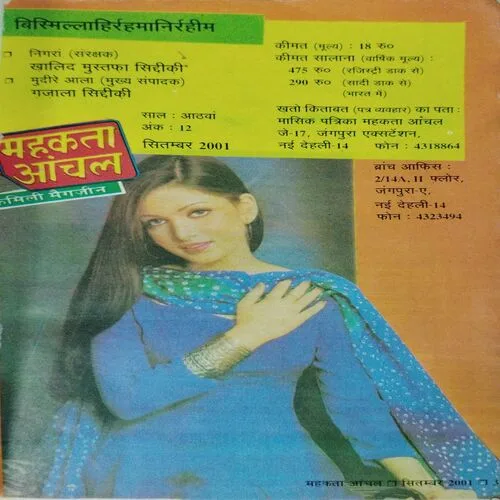 बिस्मिल्लाहिर्रहमानिर्रहीम
निगरां (संरक्षक)
खालिद मुस्तफा सिद्दीकी
मुदीरे आला (मुख्य संपादक)
गजाला सिद्दीकी
साल : आठवां
अंक : 12
सितम्बर 2001
कीमत (मूल्य) : 18 रु०
कीमत सालाना (वार्षिक मूल्य) :
475 रु० (रजिस्ट्री डाक से)
290 रु० (सादी डाक से)
(भारत में)
खतो किताबत (पत्र व्यवहार) का पता :
मासिक पत्रिका महकता आंचल
जे-17, जंगपुरा एक्सटेंशन,
नई देहली-14 फोन : 4318864
ब्रांच आफिस :
2/14A, II फ्लोर,
जंगपुरा-ए,
नई देहली-14
फोन : 4323494
महकता
आंचल
फैमिली मैगज़ीन
महकता आंचल □ सितम्बर 2001 □